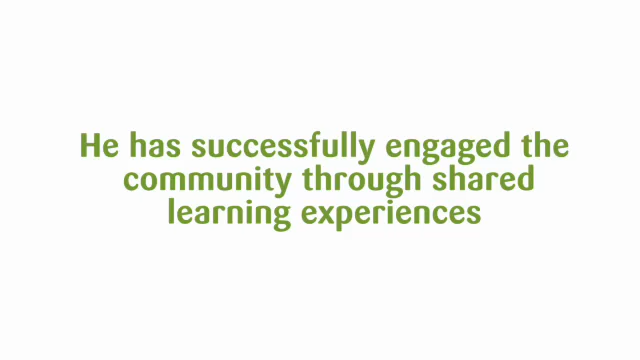 He has successfully engaged the
community through shared
learning experiences